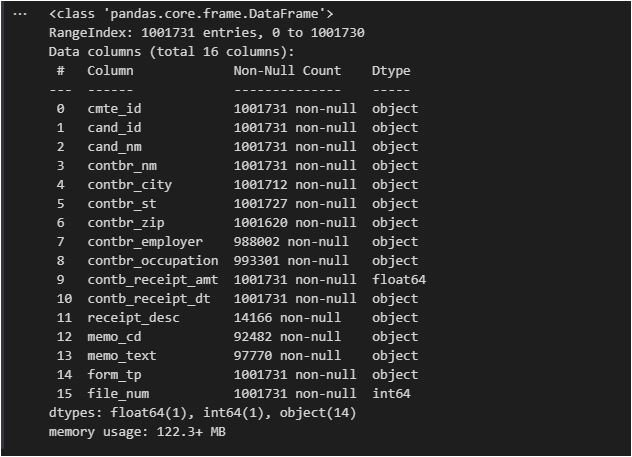 ...
<class 'pandas.core.frame.DataFrame'>
RangeIndex: 1001731 entries, 0 to 1001730
Data columns (total 16 columns):
 #   Column             Non-Null Count    Dtype
---  ------             --------------    -----
 0   cmte_id            1001731 non-null  object
 1   cand_id            1001731 non-null  object
 2   cand_nm            1001731 non-null  object
 3   contbr_nm          1001731 non-null  object
 4   contbr_city        1001712 non-null  object
 5   contbr_st          1001727 non-null  object
 6   contbr_zip         1001620 non-null  object
 7   contbr_employer    988002 non-null   object
 8   contbr_occupation  993301 non-null   object
 9   contb_receipt_amt  1001731 non-null  float64
 10  contb_receipt_dt   1001731 non-null  object
 11  receipt_desc       14166 non-null    object
 12  memo_cd            92482 non-null    object
 13  memo_text          97770 non-null    object
 14  form_tp            1001731 non-null  object
 15  file_num           1001731 non-null  int64
dtypes: float64(1), int64(1), object(14)
memory usage: 122.3+ MB